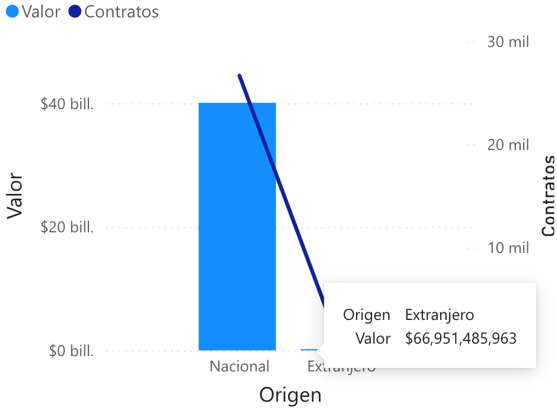 Valor Contratos
30 mil
$40 bill.
20 mil
$20 bill.
10 mil
$0 bill.
Valor
Contratos
Origen Extranjero
Valor $66,951,485,963
Nacional Extranjero
Origen